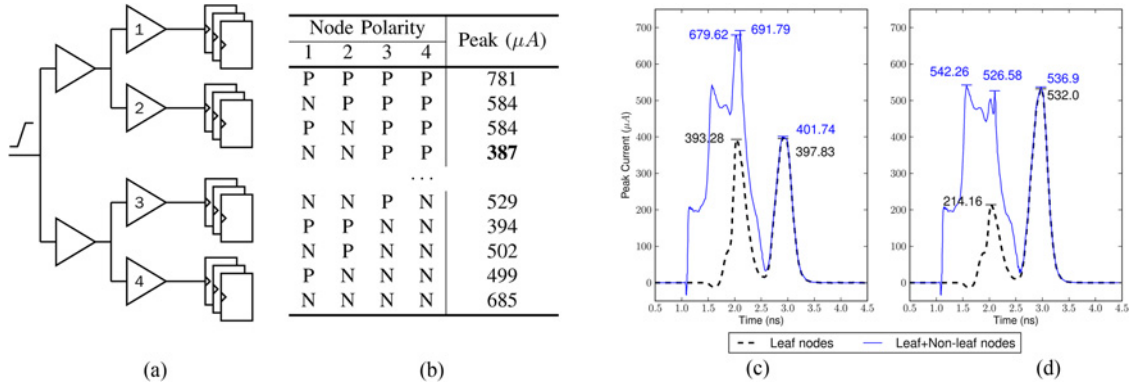 1
2
3
4
(a)
Node Polarity Peak (μA)
1 2 3 4
P P P P 781
N P P P 584
P N P P 584
N N P P 387
...
N N P N 529
P P N N 394
N P N N 502
P N N N 499
N N N N 685
(b)
Peak Current (μA)
700
600
500
400
300
200
100
0
679.62 691.79
393.28
401.74
397.83
0.5 1.0 1.5 2.0 2.5 3.0 3.5 4.0 4.5
Time (ns)
(c)
700
600
500
400
300
200
100
0
542.26 526.58 536.9
532.0
214.16
0.5 1.0 1.5 2.0 2.5 3.0 3.5 4.0 4.5
Time (ns)
(d)
Leaf nodes Leaf+Non-leaf nodes